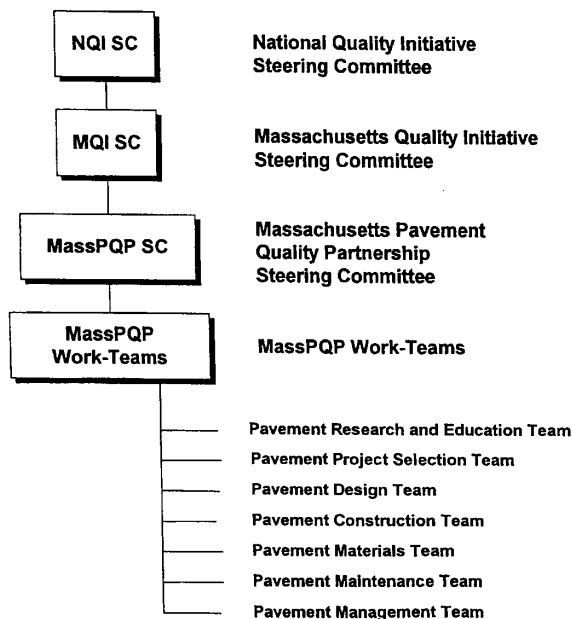 NQI SC
National Quality Initiative
Steering Committee
MQI SC
Massachusetts Quality Initiative
Steering Committee
MassPQP SC
Massachusetts Pavement
Quality Partnership
Steering Committee
MassPQP
Work-Teams
MassPQP Work-Teams
Pavement Research and Education Team
Pavement Project Selection Team
Pavement Design Team
Pavement Construction Team
Pavement Materials Team
Pavement Maintenance Team
Pavement Management Team